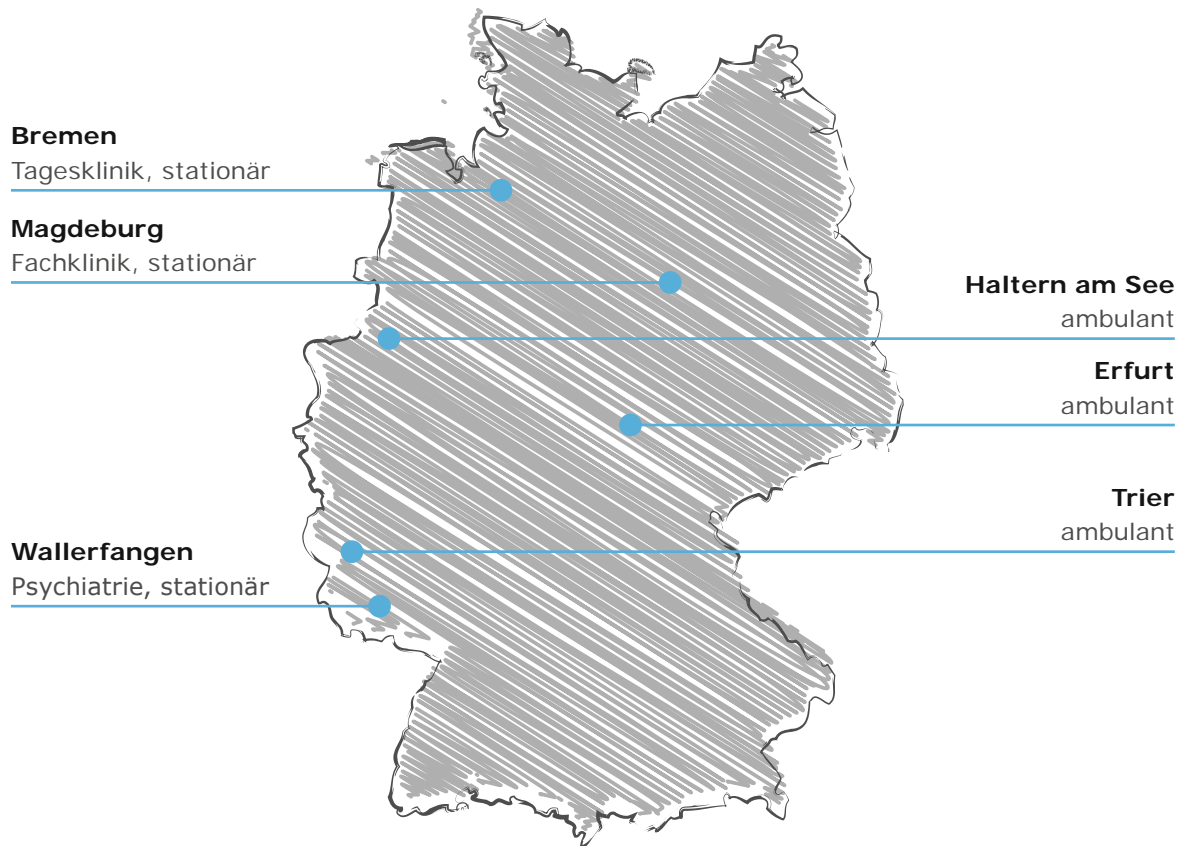 Bremen
Tagesklinik, stationär
Magdeburg
Fachklinik, stationär
Haltern am See
ambulant
Erfurt
ambulant
Trier
ambulant
Wallerfangen
Psychiatrie, stationär